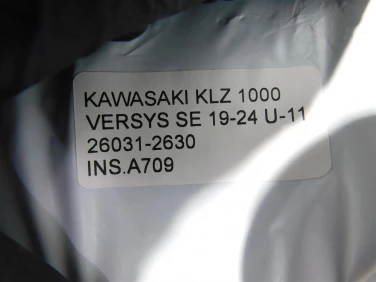 KAWASAKI KLZ 1000
VERSYS SE 19-24 U-11
26031-2630
INS.A709